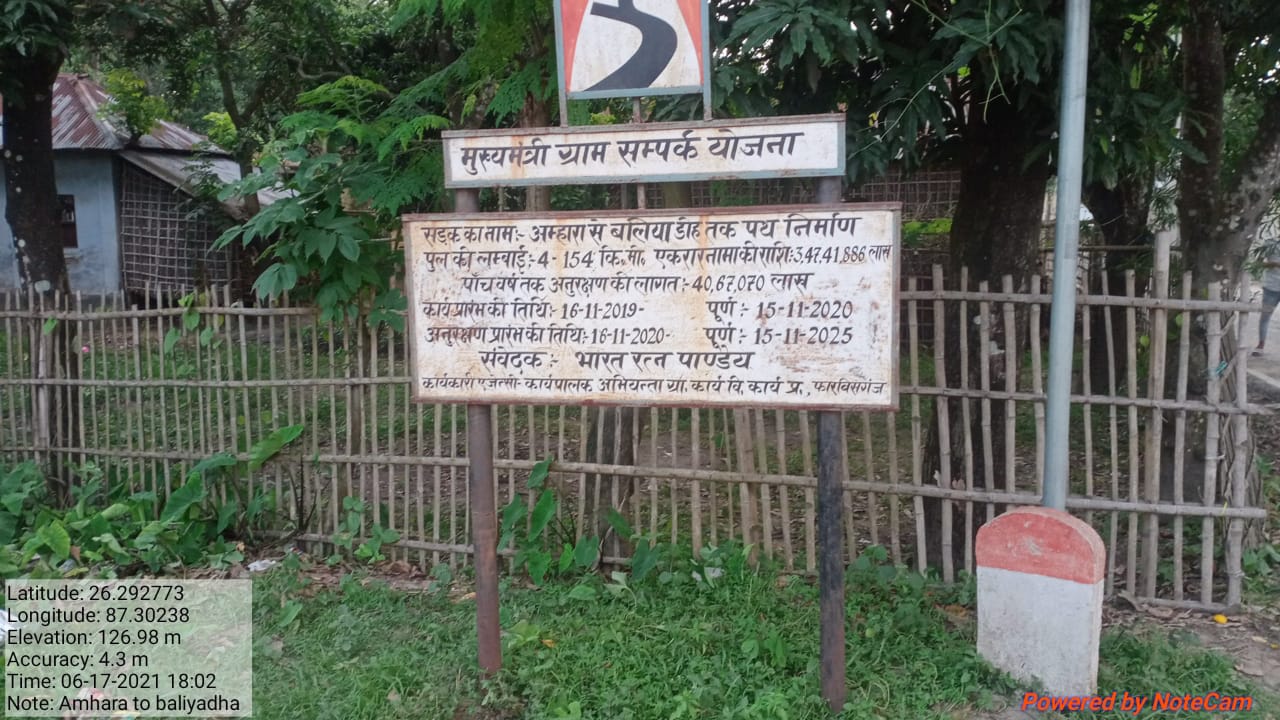 मुख्यमंत्री ग्राम सम्पर्क योजना
सड़क का नाम:- अम्हारा से बलिया डीह तक पथ निर्माण
पुल की लम्बाई:- 4-154 कि.मी. एकरारनामा की राशि:-3,47,41,886 लाख
पाँच वर्ष तक अनुरक्षण की लागत:-40,67,070 लाख
कार्य प्रारंभ की तिथि:-16-11-2019- पूर्ण:- 15-11-2020
अनुरक्षण प्रारंभ की तिथि:-16-11-2020- पूर्ण:- 15-11-2025
संवेदक:- भारत रत्न पाण्डेय
कार्यकारी एजेन्सी- कार्यपालक अभियन्ता ग्रा. कार्य वि. कार्य प्र., फारबिसगंज
Latitude: 26.292773
Longitude: 87.30238
Elevation: 126.98 m
Accuracy: 4.3 m
Time: 06-17-2021 18:02
Note: Amhara to baliyadha
Powered by NoteCam